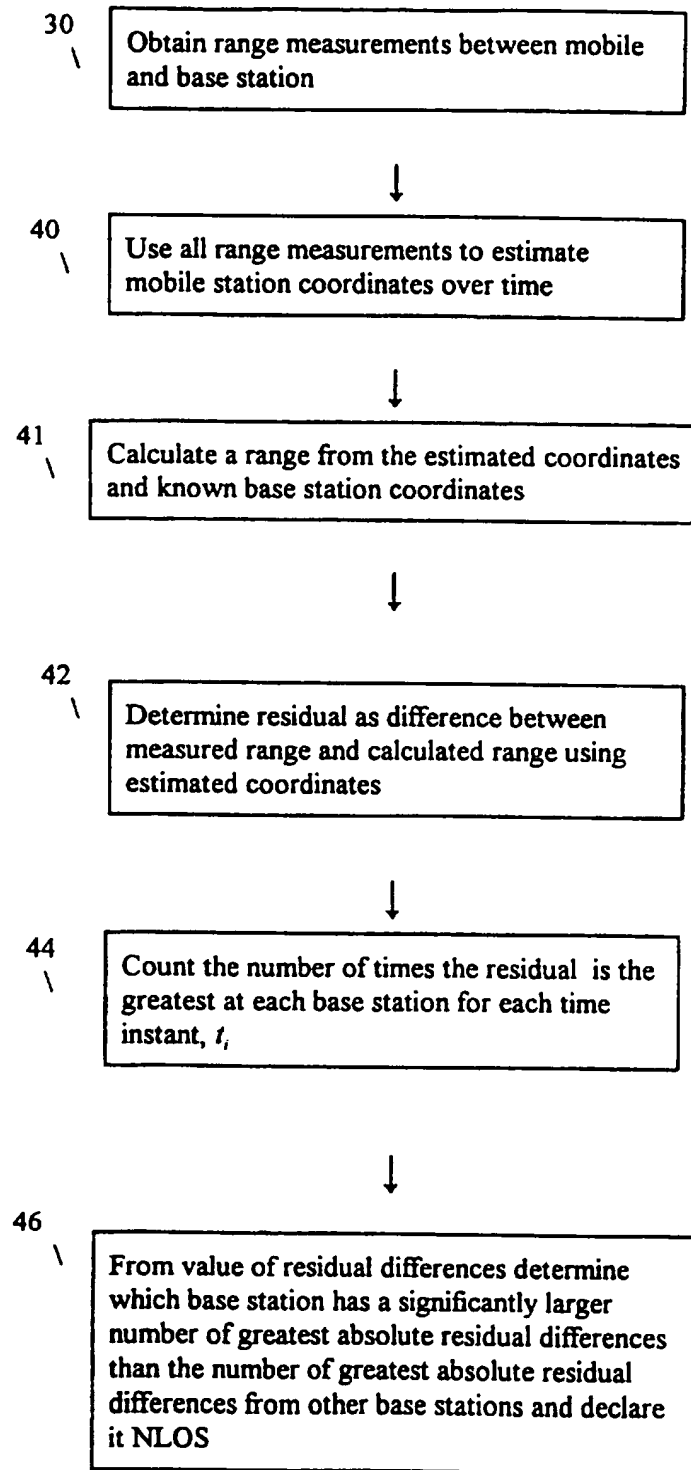 30
Obtain range measurements between mobile
and base station
40
Use all range measurements to estimate
mobile station coordinates over time
41
Calculate a range from the estimated coordinates
and known base station coordinates
42
Determine residual as difference between
measured range and calculated range using
estimated coordinates
44
Count the number of times the residual is the
greatest at each base station for each time
instant, tᵢ
46
From value of residual differences determine
which base station has a significantly larger
number of greatest absolute residual differences
than the number of greatest absolute residual
differences from other base stations and declare
it NLOS